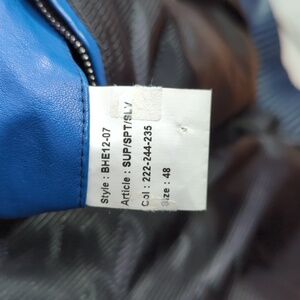 Style : BHE12-07
Article : SUP/SPT/SLV
Col : 222-244-235
Size : 48